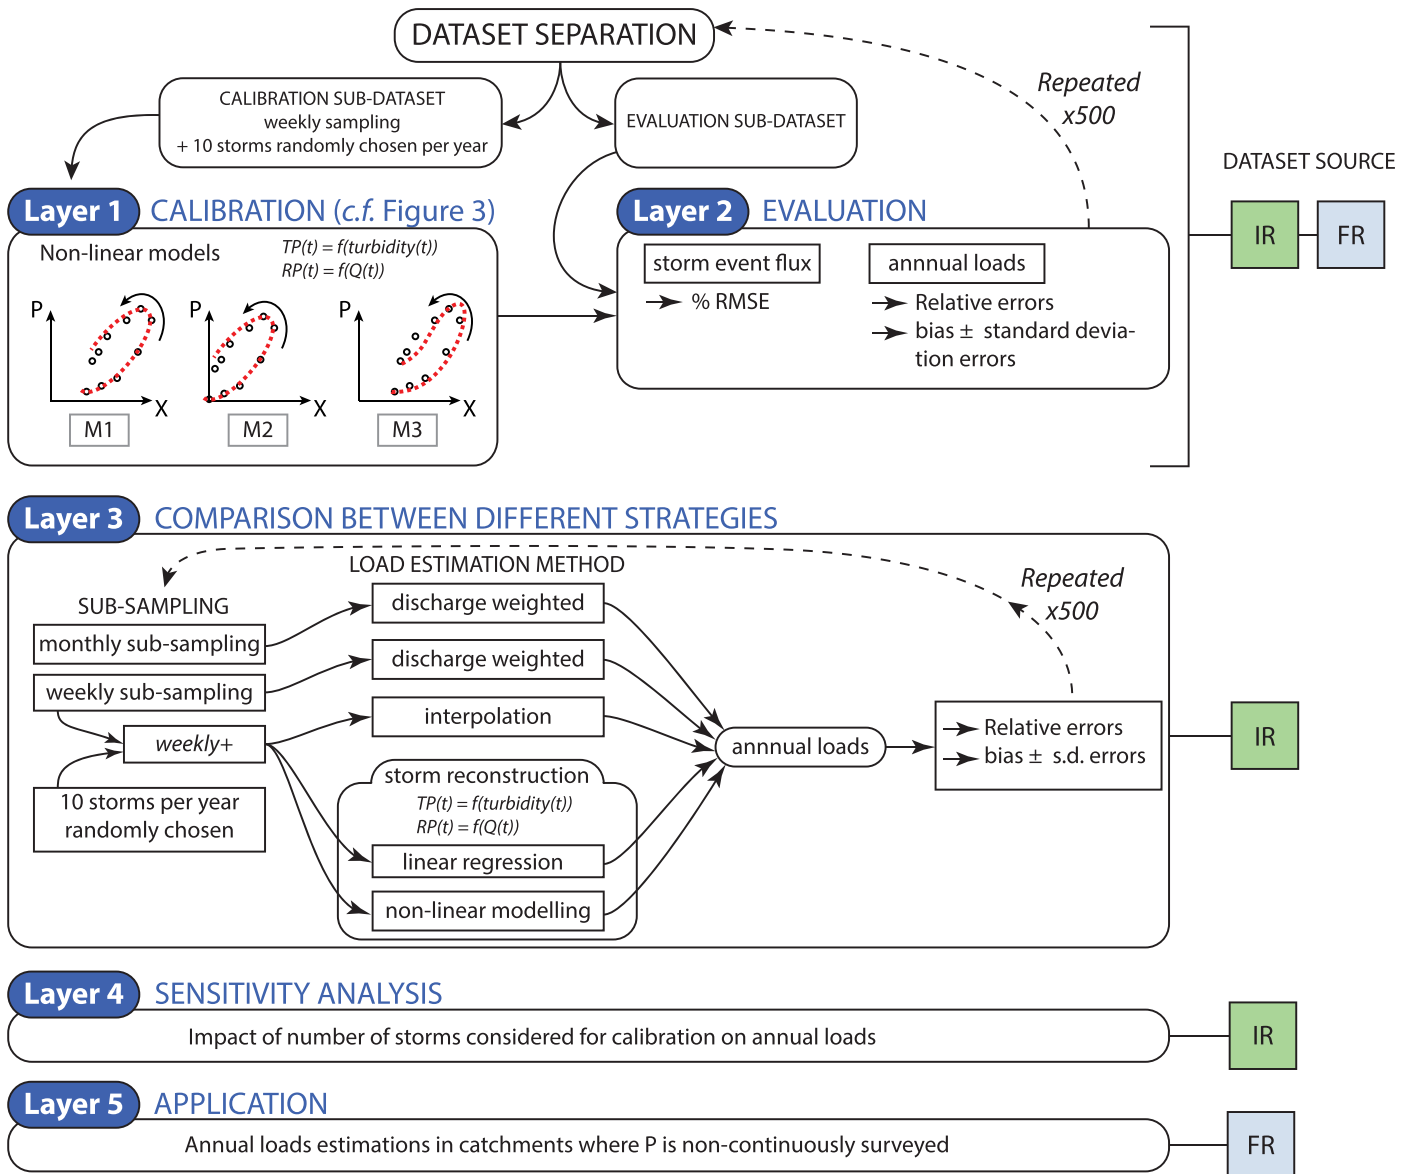 DATASET SEPARATION
Repeated
x500
CALIBRATION SUB-DATASET
weekly sampling
+ 10 storms randomly chosen per year
EVALUATION SUB-DATASET
DATASET SOURCE
IR
FR
Layer 1
CALIBRATION (c.f. Figure 3)
Non-linear models
TP(t) = f(turbidity(t))
RP(t) = f(Q(t))
P
X
M1
P
X
M2
P
X
M3
Layer 2
EVALUATION
storm event flux
% RMSE
annnual loads
Relative errors
bias ± standard devia-
tion errors
Layer 3
COMPARISON BETWEEN DIFFERENT STRATEGIES
LOAD ESTIMATION METHOD
Repeated
x500
SUB-SAMPLING
monthly sub-sampling
weekly sub-sampling
weekly+
10 storms per year
randomly chosen
discharge weighted
discharge weighted
interpolation
storm reconstruction
TP(t) = f(turbidity(t))
RP(t) = f(Q(t))
linear regression
non-linear modelling
annnual loads
Relative errors
bias ± s.d. errors
IR
Layer 4
SENSITIVITY ANALYSIS
Impact of number of storms considered for calibration on annual loads
IR
Layer 5
APPLICATION
Annual loads estimations in catchments where P is non-continuously surveyed
FR